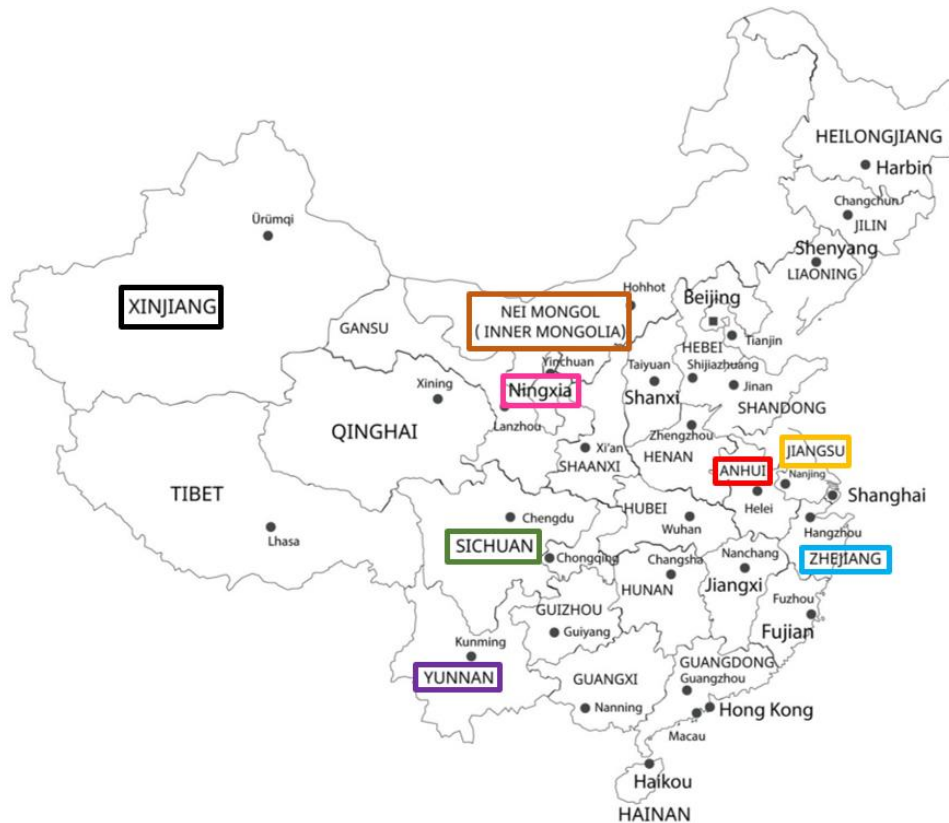 HEILONGJIANG
Harbin
Changchun
JILIN
Ürümqi
Shenyang
LIAONING
Hohhot
Beijing
XINJIANG
NEI MONGOL
( INNER MONGOLIA)
GANSU
Tianjin
HEBEI
Yinchuan
Taiyuan
Shijiazhuang
Xining
Ningxia
Jinan
Shanxi
SHANDONG
Lanzhou
QINGHAI
Zhengzhou
Xi'an
JIANGSU
HENAN
SHAANXI
ANHUI
Nanjing
TIBET
Shanghai
HUBEI
Helei
Chengdu
Wuhan
Hangzhou
Lhasa
SICHUAN
Chongqing
Changsha
Nanchang
ZHEJIANG
HUNAN
Jiangxi
Fuzhou
GUIZHOU
Guiyang
Fujian
Kunming
GUANGDONG
YUNNAN
GUANGXI
Guangzhou
Nanning
Hong Kong
Macau
Haikou
HAINAN